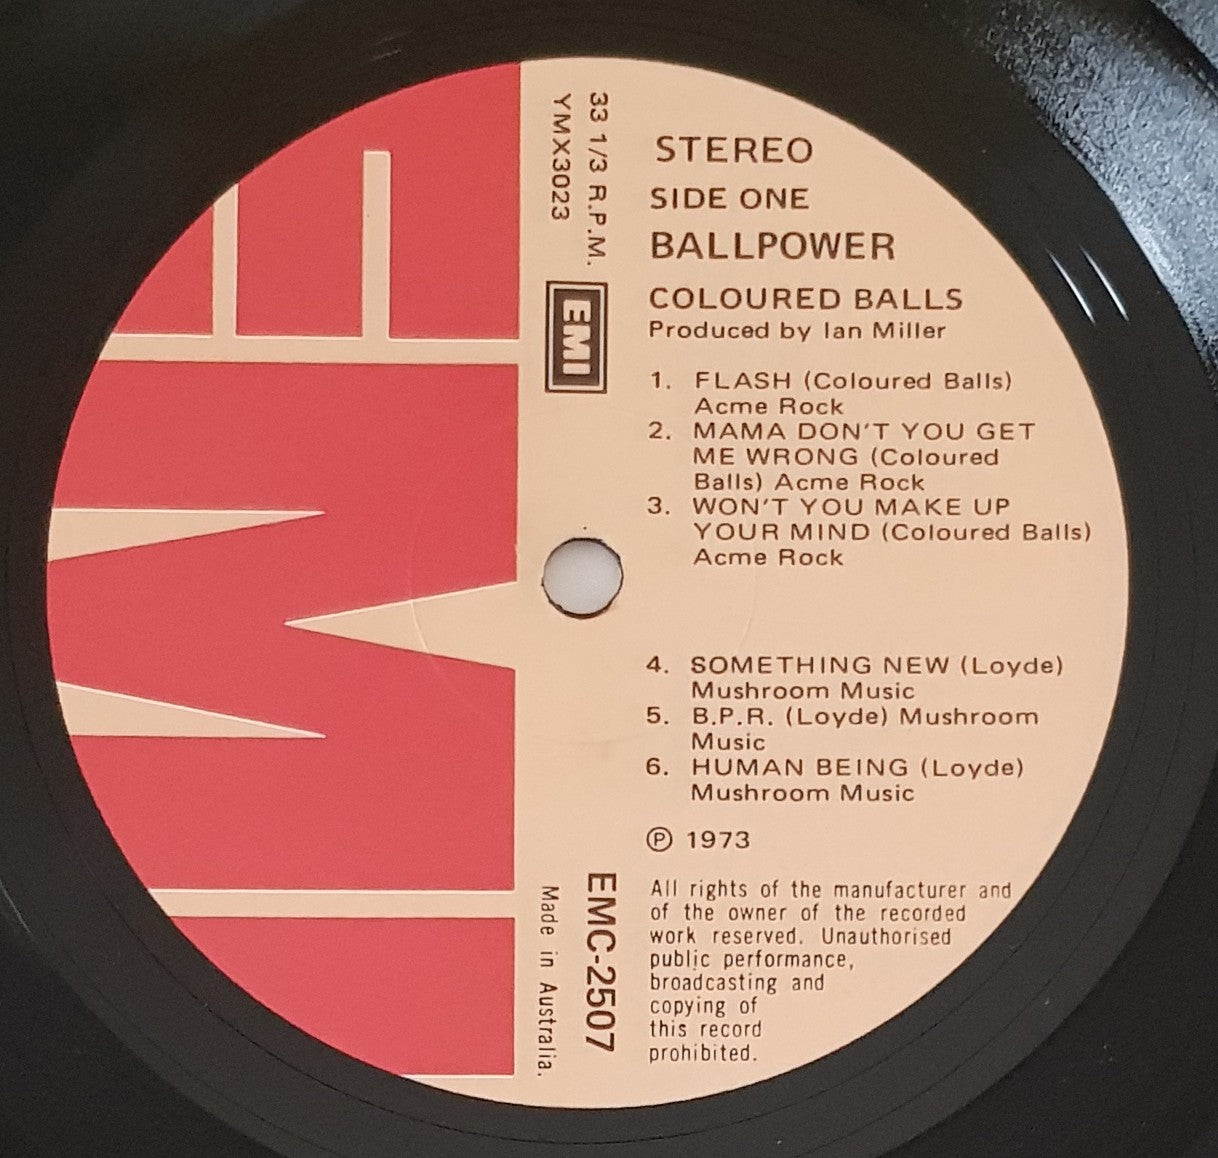 33 1/3 R.P.M.
YMX3023
EMI
STEREO
SIDE ONE
BALLPOWER
COLOURED BALLS
Produced by Ian Miller
1. FLASH (Coloured Balls)
Acme Rock
2. MAMA DON'T YOU GET
ME WRONG (Coloured
Balls) Acme Rock
3. WON'T YOU MAKE UP
YOUR MIND (Coloured Balls)
Acme Rock
4. SOMETHING NEW (Loyde)
Mushroom Music
5. B.P.R. (Loyde) Mushroom
Music
6. HUMAN BEING (Loyde)
Mushroom Music
℗ 1973
All rights of the manufacturer and
of the owner of the recorded
work reserved. Unauthorised
public performance,
broadcasting and
copying of
this record
prohibited.
EMC-2507
Made in Australia.
EMI